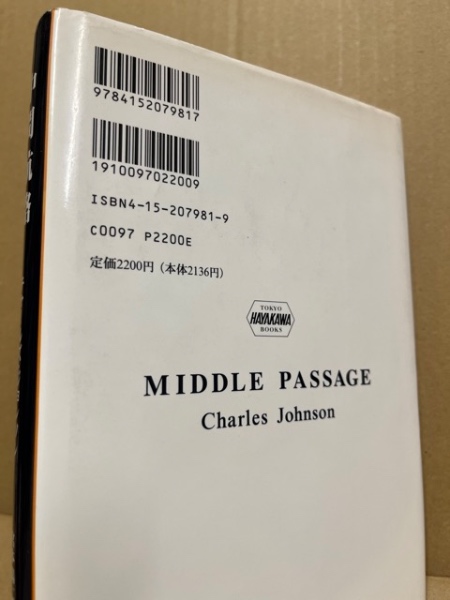 9784152079817
1910097022009
ISBN4-15-207981-9
C0097 P2200E
定価2200円(本体2136円)
TOKYO
HAYAKAWA
BOOKS
MIDDLE PASSAGE
Charles Johnson